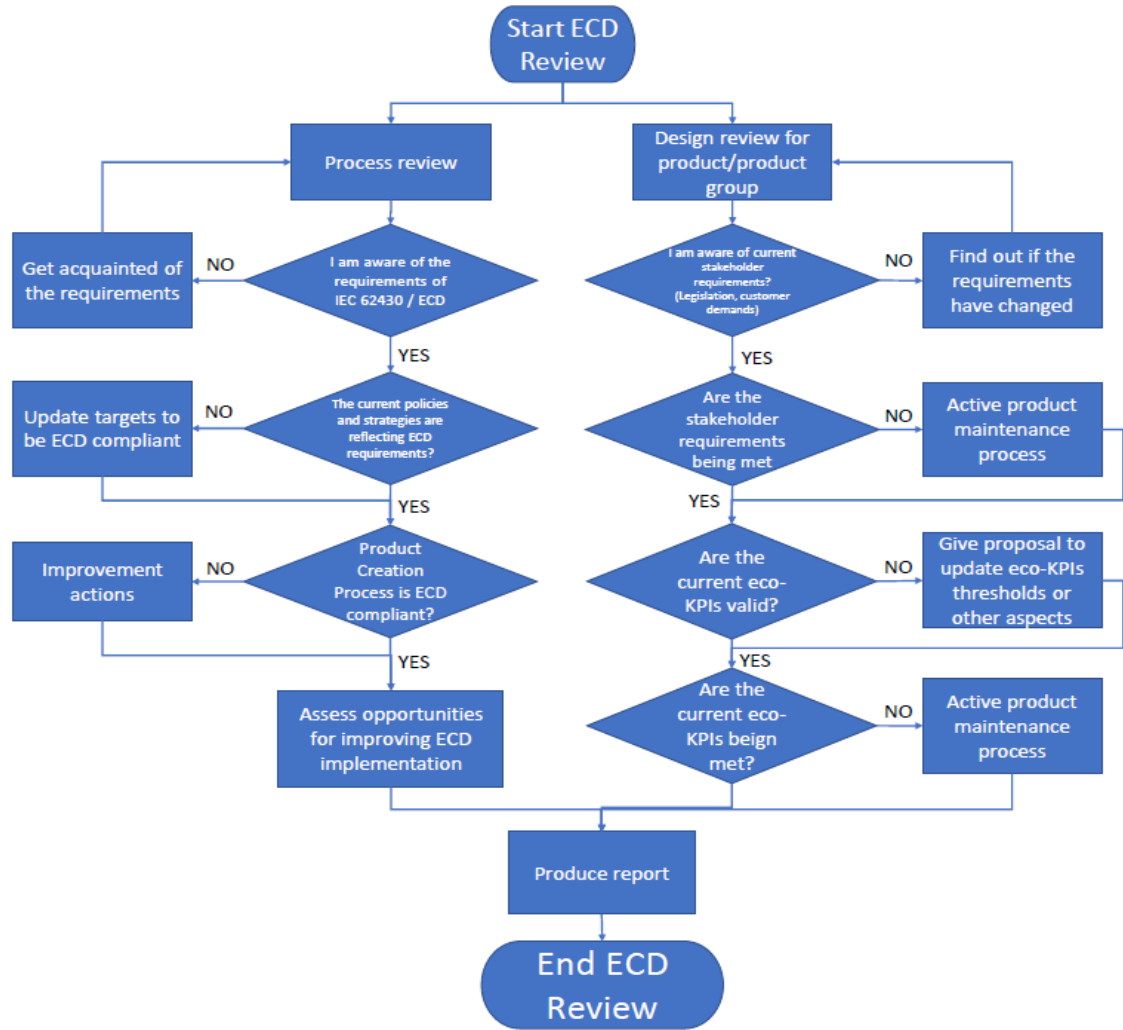 Start ECD
Review
Process review
Design review for
product/product
group
Get acquainted of
the requirements
NO
I am aware of the
requirements of
IEC 62430 / ECD
I am aware of current
stakeholder
requirements?
(Legislation, customer
demands)
NO
Find out if the
requirements
have changed
YES
YES
Update targets to
be ECD compliant
NO
The current policies
and strategies are
reflecting ECD
requirements?
Are the
stakeholder
requirements
being met
NO
Active product
maintenance
process
YES
YES
Improvement
actions
NO
Product
Creation
Process is ECD
compliant?
Are the
current eco-
KPIs valid?
NO
Give proposal to
update eco-KPIs
thresholds or
other aspects
YES
YES
Assess opportunities
for improving ECD
implementation
Are the
current eco-
KPIs beign
met?
NO
Active product
maintenance
process
Produce report
End ECD
Review